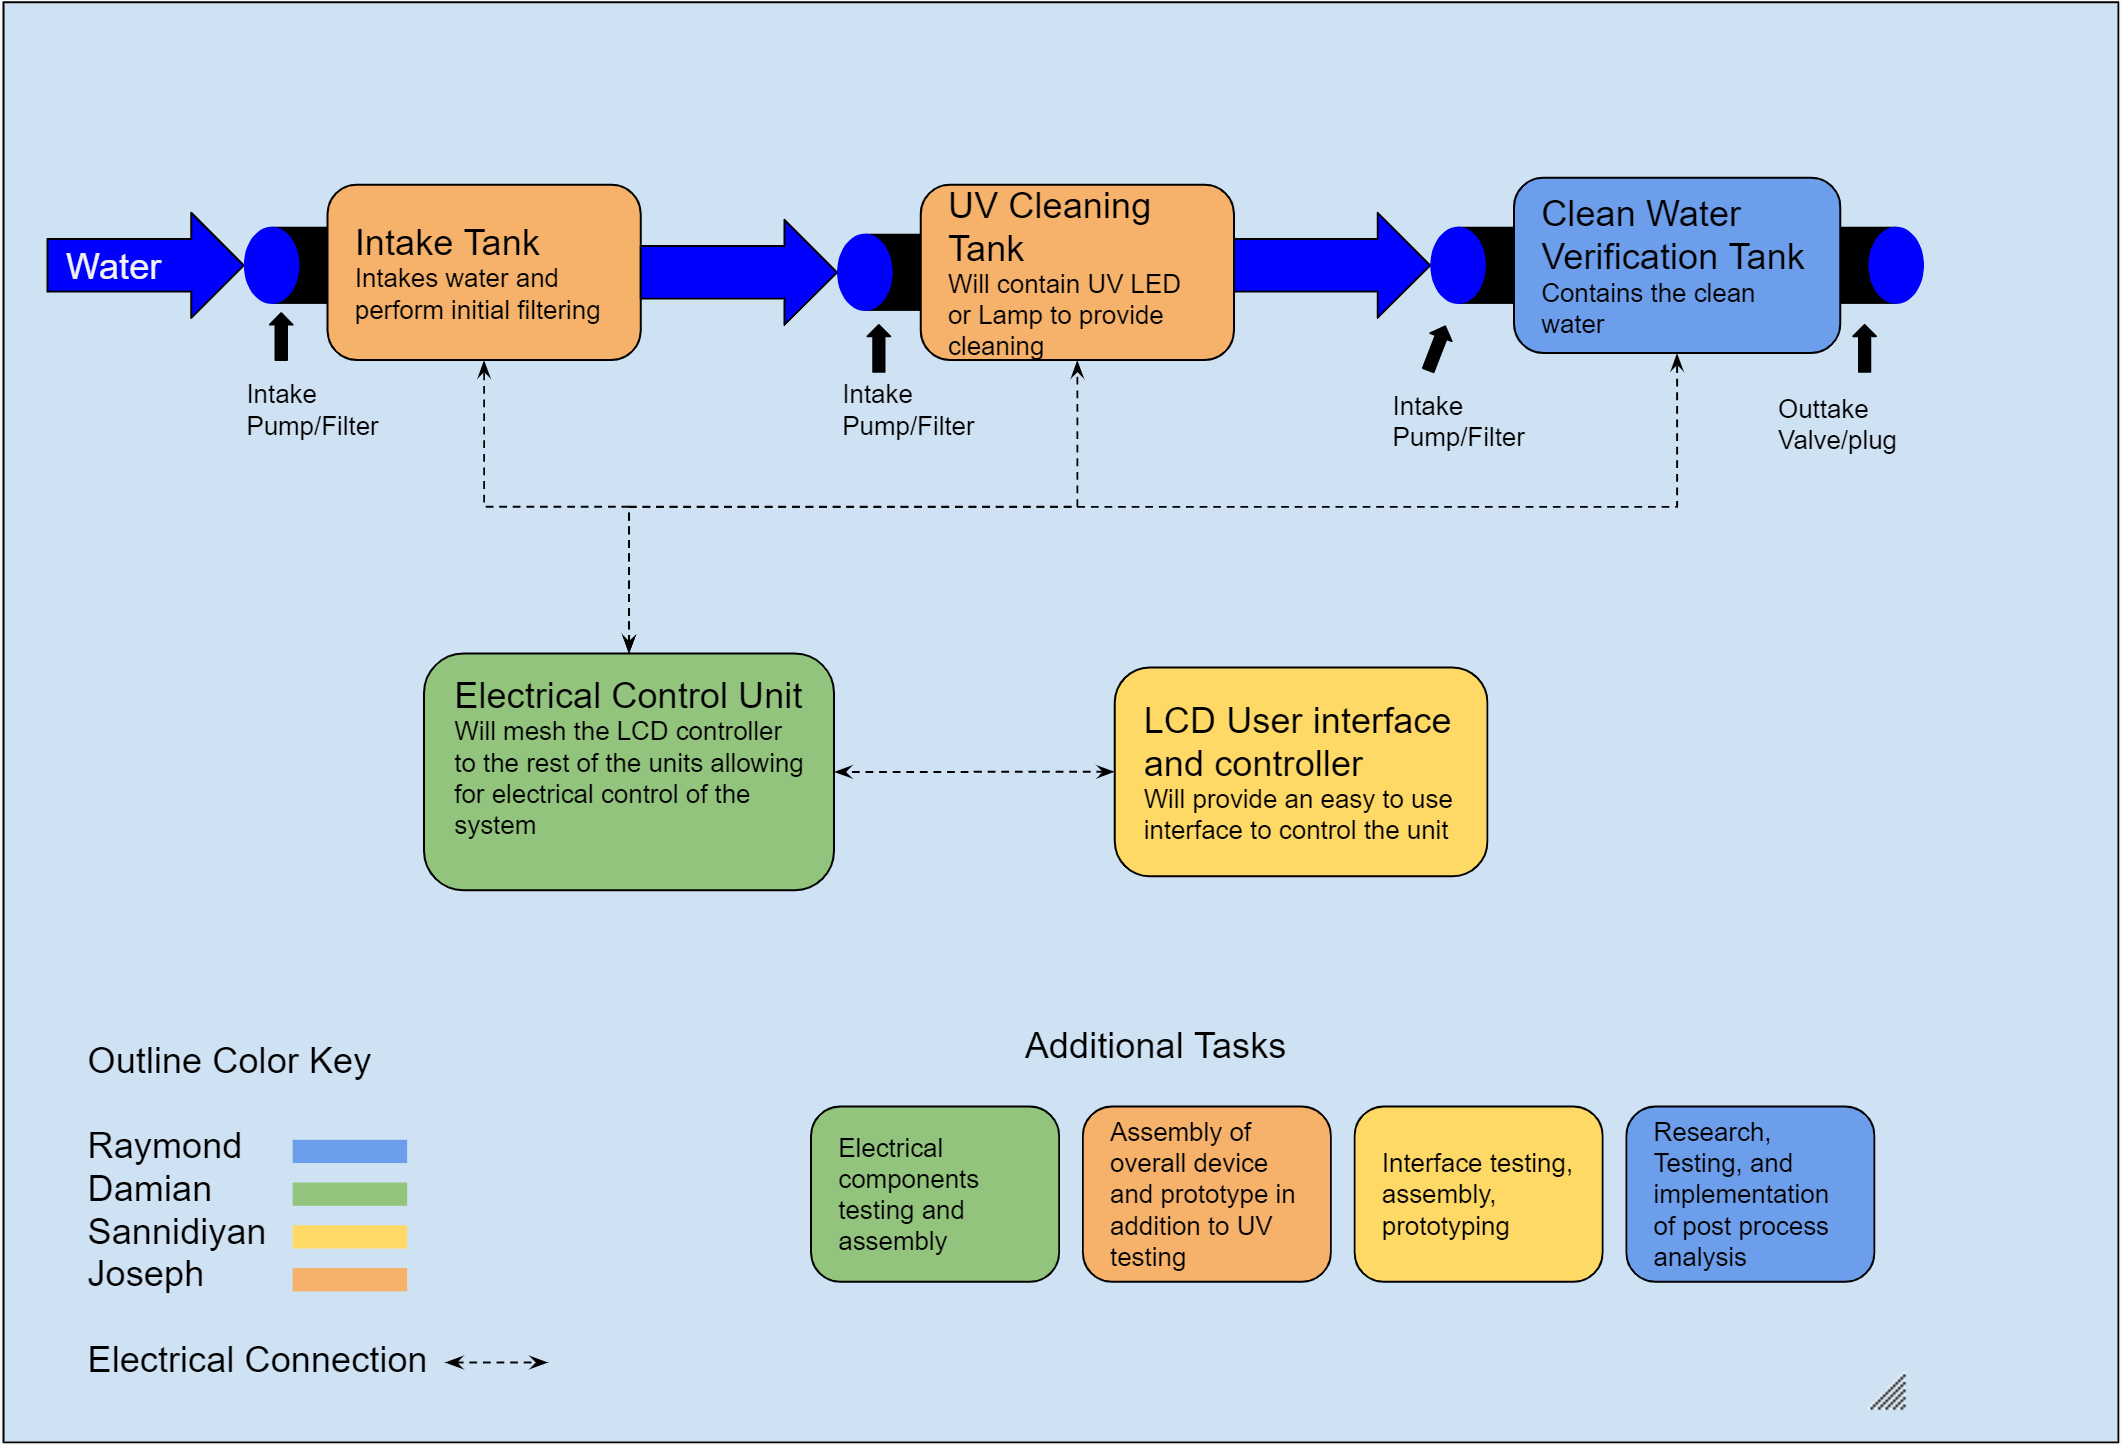 Water
Intake Tank
Intakes water and
perform initial filtering
UV Cleaning
Tank
Will contain UV LED
or Lamp to provide
cleaning
Clean Water
Verification Tank
Contains the clean
water
Intake
Pump/Filter
Intake
Pump/Filter
Intake
Pump/Filter
Outtake
Valve/plug
Electrical Control Unit
Will mesh the LCD controller
to the rest of the units allowing
for electrical control of the
system
LCD User interface
and controller
Will provide an easy to use
interface to control the unit
Outline Color Key
Raymond
Damian
Sannidiyan
Joseph
Electrical Connection
Additional Tasks
Electrical
components
testing and
assembly
Assembly of
overall device
and prototype in
addition to UV
testing
Interface testing,
assembly,
prototyping
Research,
Testing, and
implementation
of post process
analysis